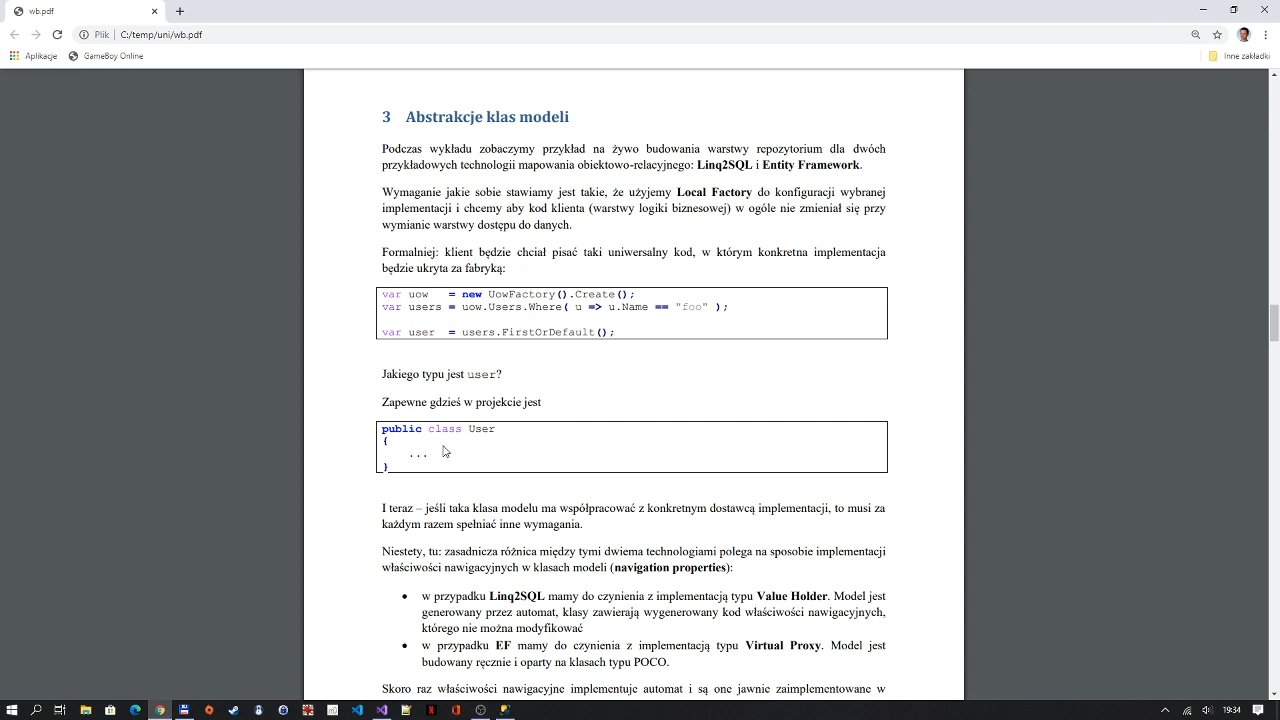 wb.pdf
Plik
C:/temp/uni/wb.pdf
Aplikacje
GameBoy Online
Inne zakładki
3 Abstrakcje klas modeli
Podczas wykładu zobaczymy przykład na żywo budowania warstwy repozytorium dla dwóch
przykładowych technologii mapowania obiektowo-relacyjnego: Linq2SQL i Entity Framework.
Wymaganie jakie sobie stawiamy jest takie, że użyjemy Local Factory do konfiguracji wybranej
implementacji i chcemy aby kod klienta (warstwy logiki biznesowej) w ogóle nie zmieniał się przy
wymianie warstwy dostępu do danych.
Formalniej: klient będzie chciał pisać taki uniwersalny kod, w którym konkretna implementacja
będzie ukryta za fabryką:
var uow = new UowFactory().Create();
var users = uow.Users.Where( u => u.Name == "foo" );
var user = users.FirstOrDefault();
Jakiego typu jest user?
Zapewne gdzieś w projekcie jest
public class User
{
...
}
I teraz – jeśli taka klasa modelu ma współpracować z konkretnym dostawcą implementacji, to musi za
każdym razem spełniać inne wymagania.
Niestety, tu: zasadnicza różnica między tymi dwiema technologiami polega na sposobie implementacji
właściwości nawigacyjnych w klasach modeli (navigation properties):
• w przypadku Linq2SQL mamy do czynienia z implementacją typu Value Holder. Model jest
generowany przez automat, klasy zawierają wygenerowany kod właściwości nawigacyjnych,
którego nie można modyfikować
• w przypadku EF mamy do czynienia z implementacją typu Virtual Proxy. Model jest
budowany ręcznie i oparty na klasach typu POCO.
Skoro raz właściwości nawigacyjne implementuje automat i są one jawnie zaimplementowane w
19:34